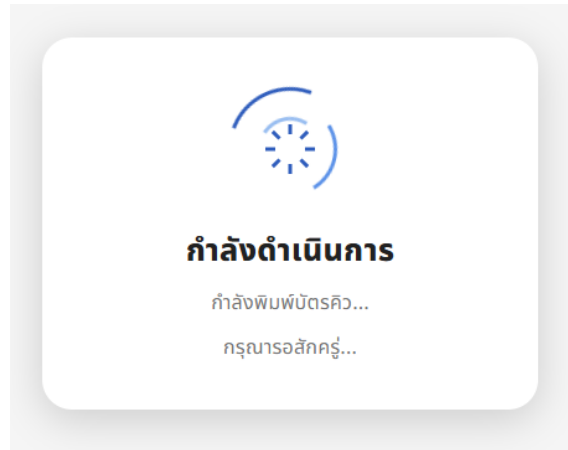 กำลังดำเนินการ
กำลังพิมพ์บัตรคิว...
กรุณารอสักครู่...